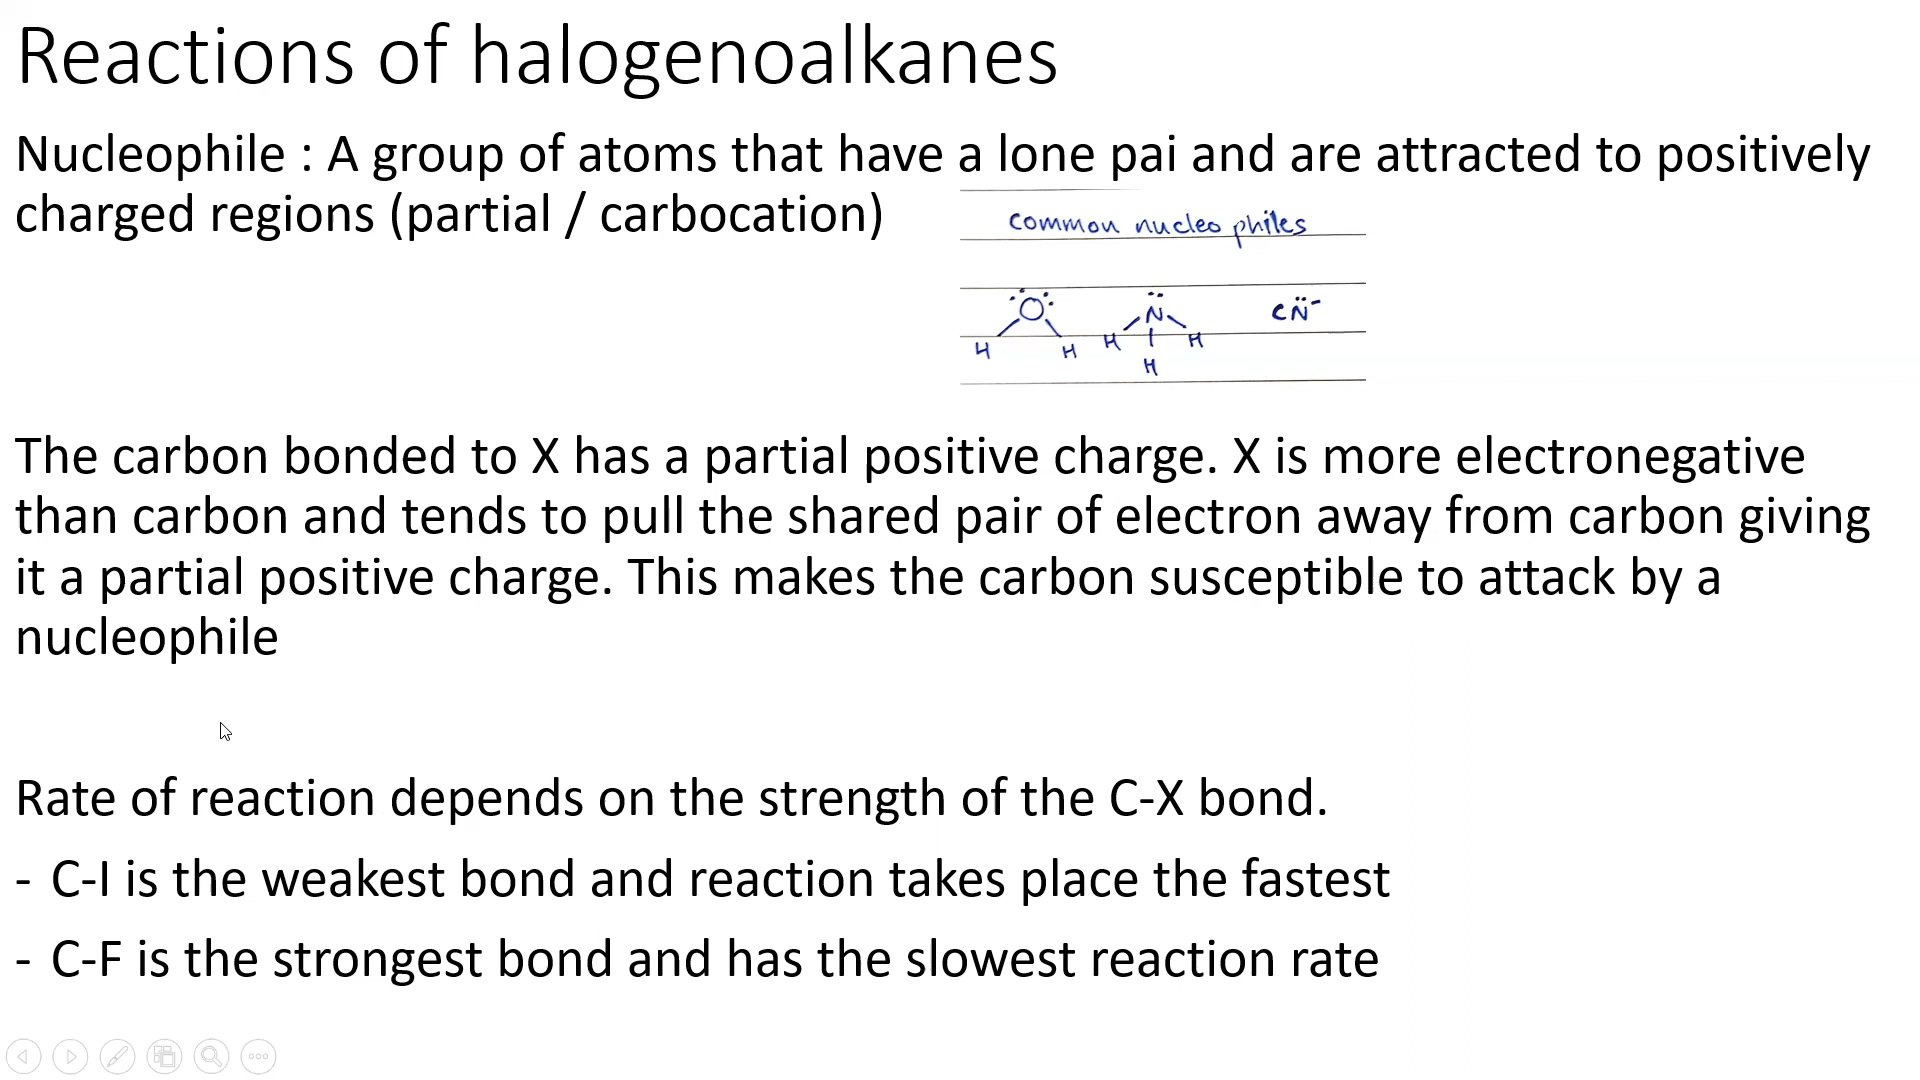 Reactions of halogenoalkanes
Nucleophile : A group of atoms that have a lone pai and are attracted to positively
charged regions (partial / carbocation)
common nucleophiles
O N CN⁻
H H H H
H
The carbon bonded to X has a partial positive charge. X is more electronegative
than carbon and tends to pull the shared pair of electron away from carbon giving
it a partial positive charge. This makes the carbon susceptible to attack by a
nucleophile
Rate of reaction depends on the strength of the C-X bond.
- C-I is the weakest bond and reaction takes place the fastest
- C-F is the strongest bond and has the slowest reaction rate